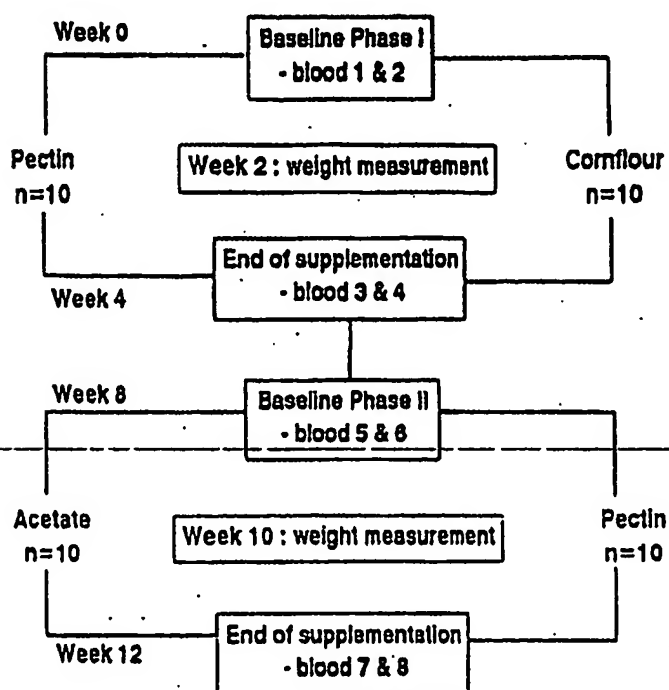 Week 0
Baseline Phase I
- blood 1 & 2
Pectin
n=10
Week 2 : weight measurement
Cornflour
n=10
End of supplementation
- blood 3 & 4
Week 4
Week 8
Baseline Phase II
- blood 5 & 6
Acetate
n=10
Week 10 : weight measurement
Pectin
n=10
End of supplementation
- blood 7 & 8
Week 12